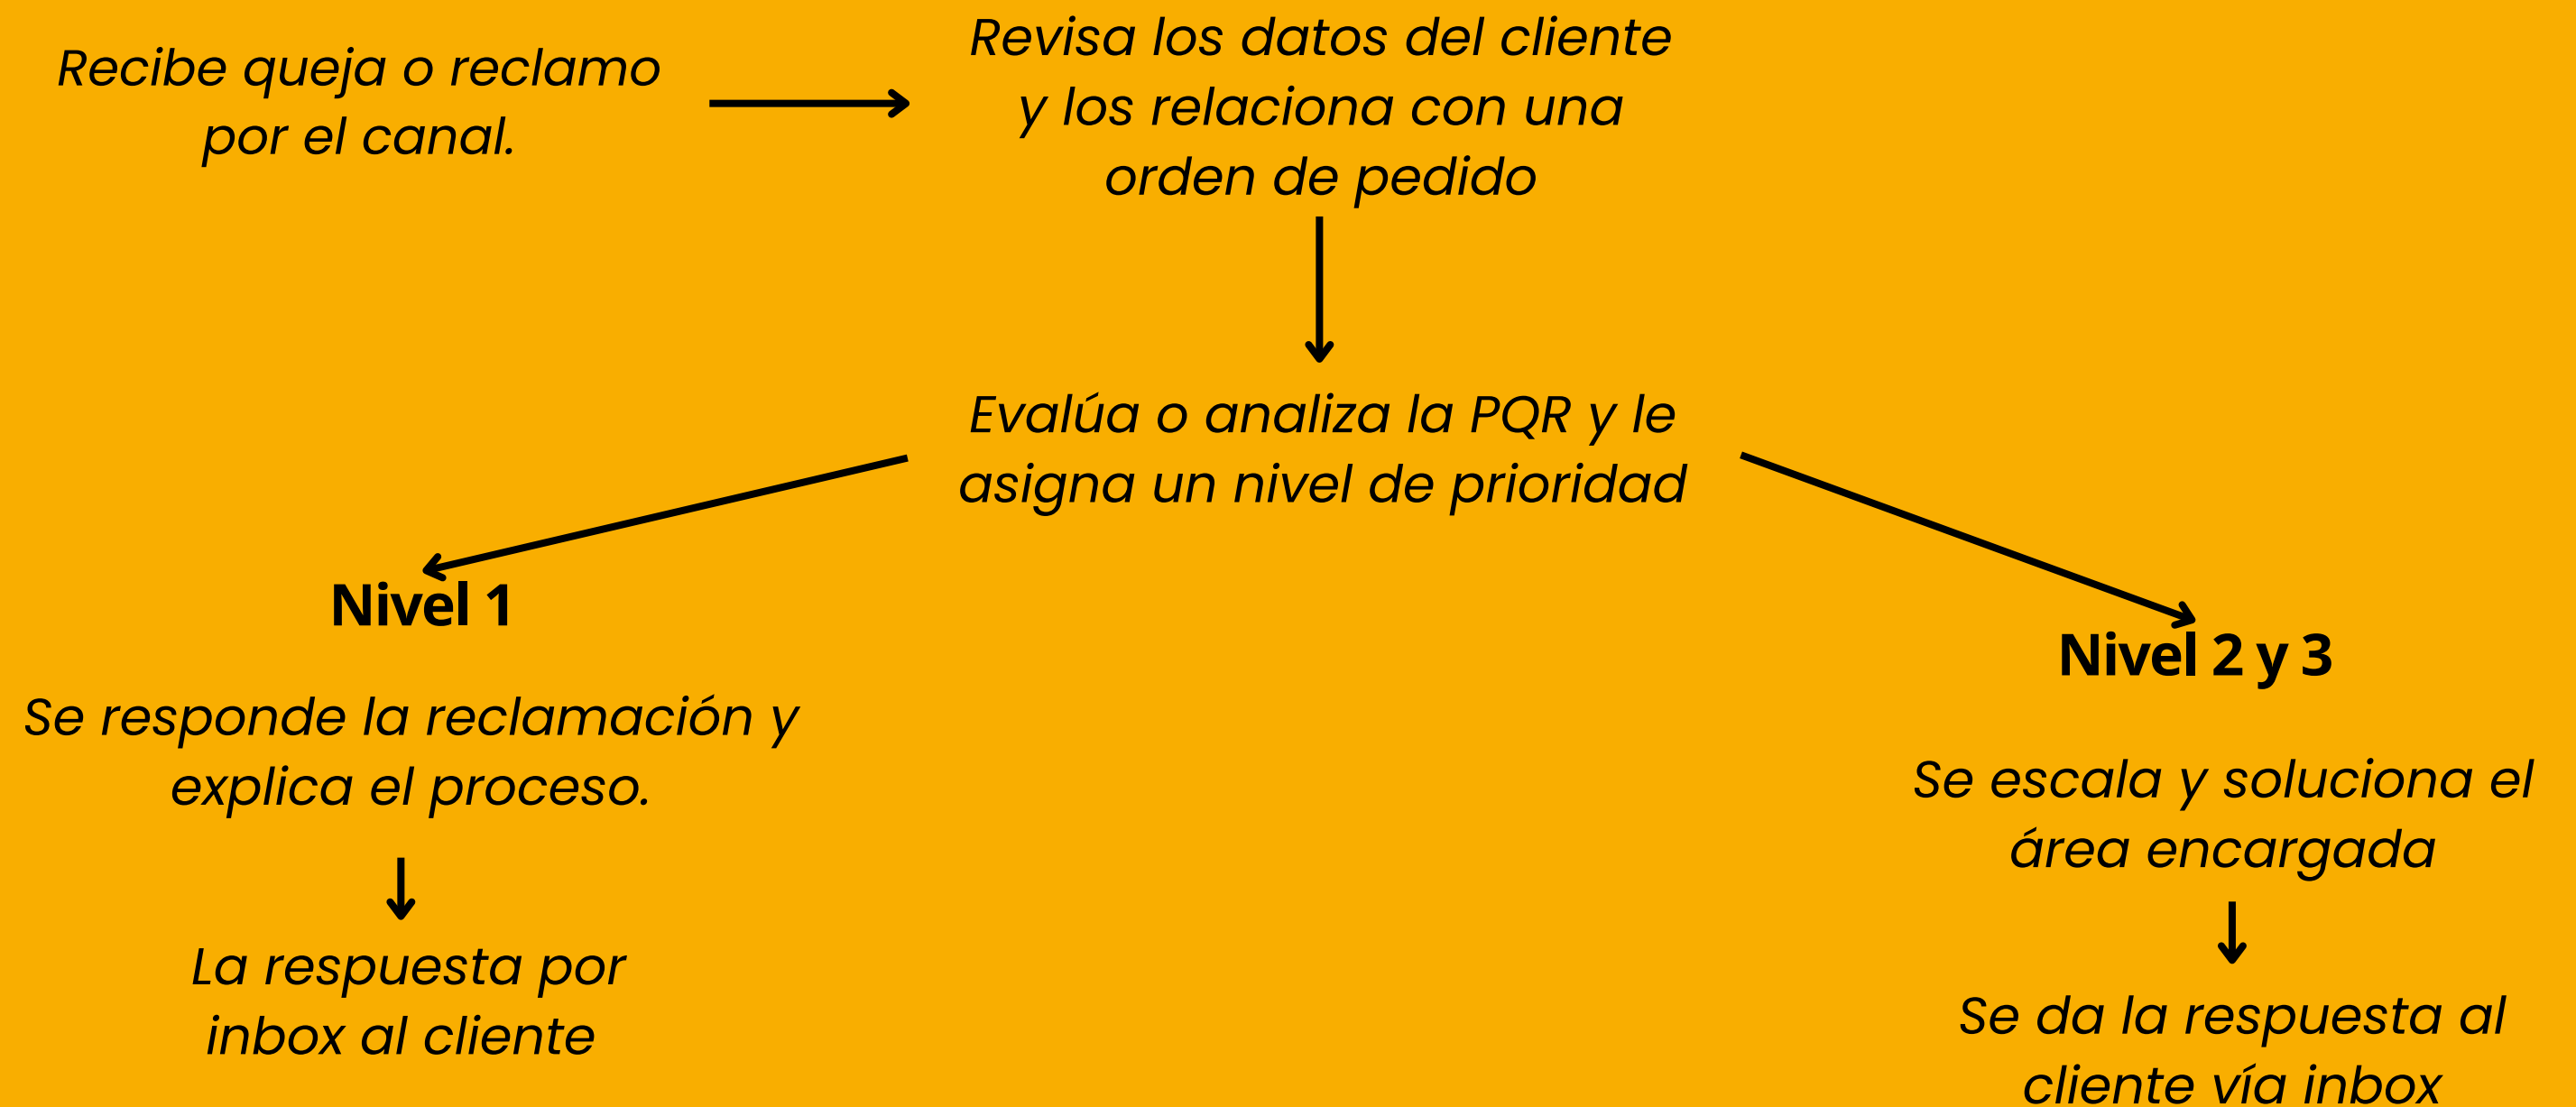 Recibe queja o reclamo
por el canal.
Revisa los datos del cliente
y los relaciona con una
orden de pedido
Evalúa o analiza la PQR y le
asigna un nivel de prioridad
Nivel 1
Se responde la reclamación y
explica el proceso.
La respuesta por
inbox al cliente
Nivel 2 y 3
Se escala y soluciona el
área encargada
Se da la respuesta al
cliente vía inbox